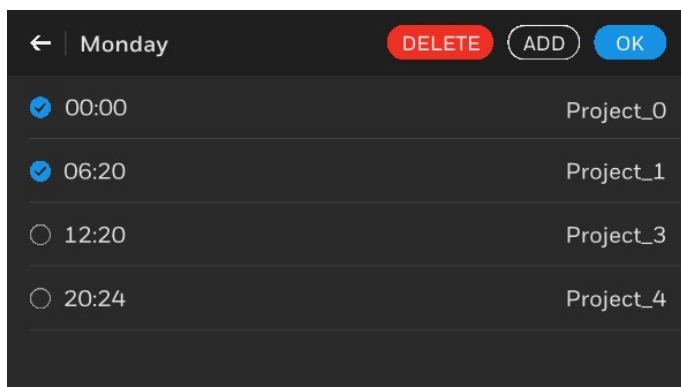 Monday DELETE ADD OK
00:00 Project_0
06:20 Project_1
12:20 Project_3
20:24 Project_4